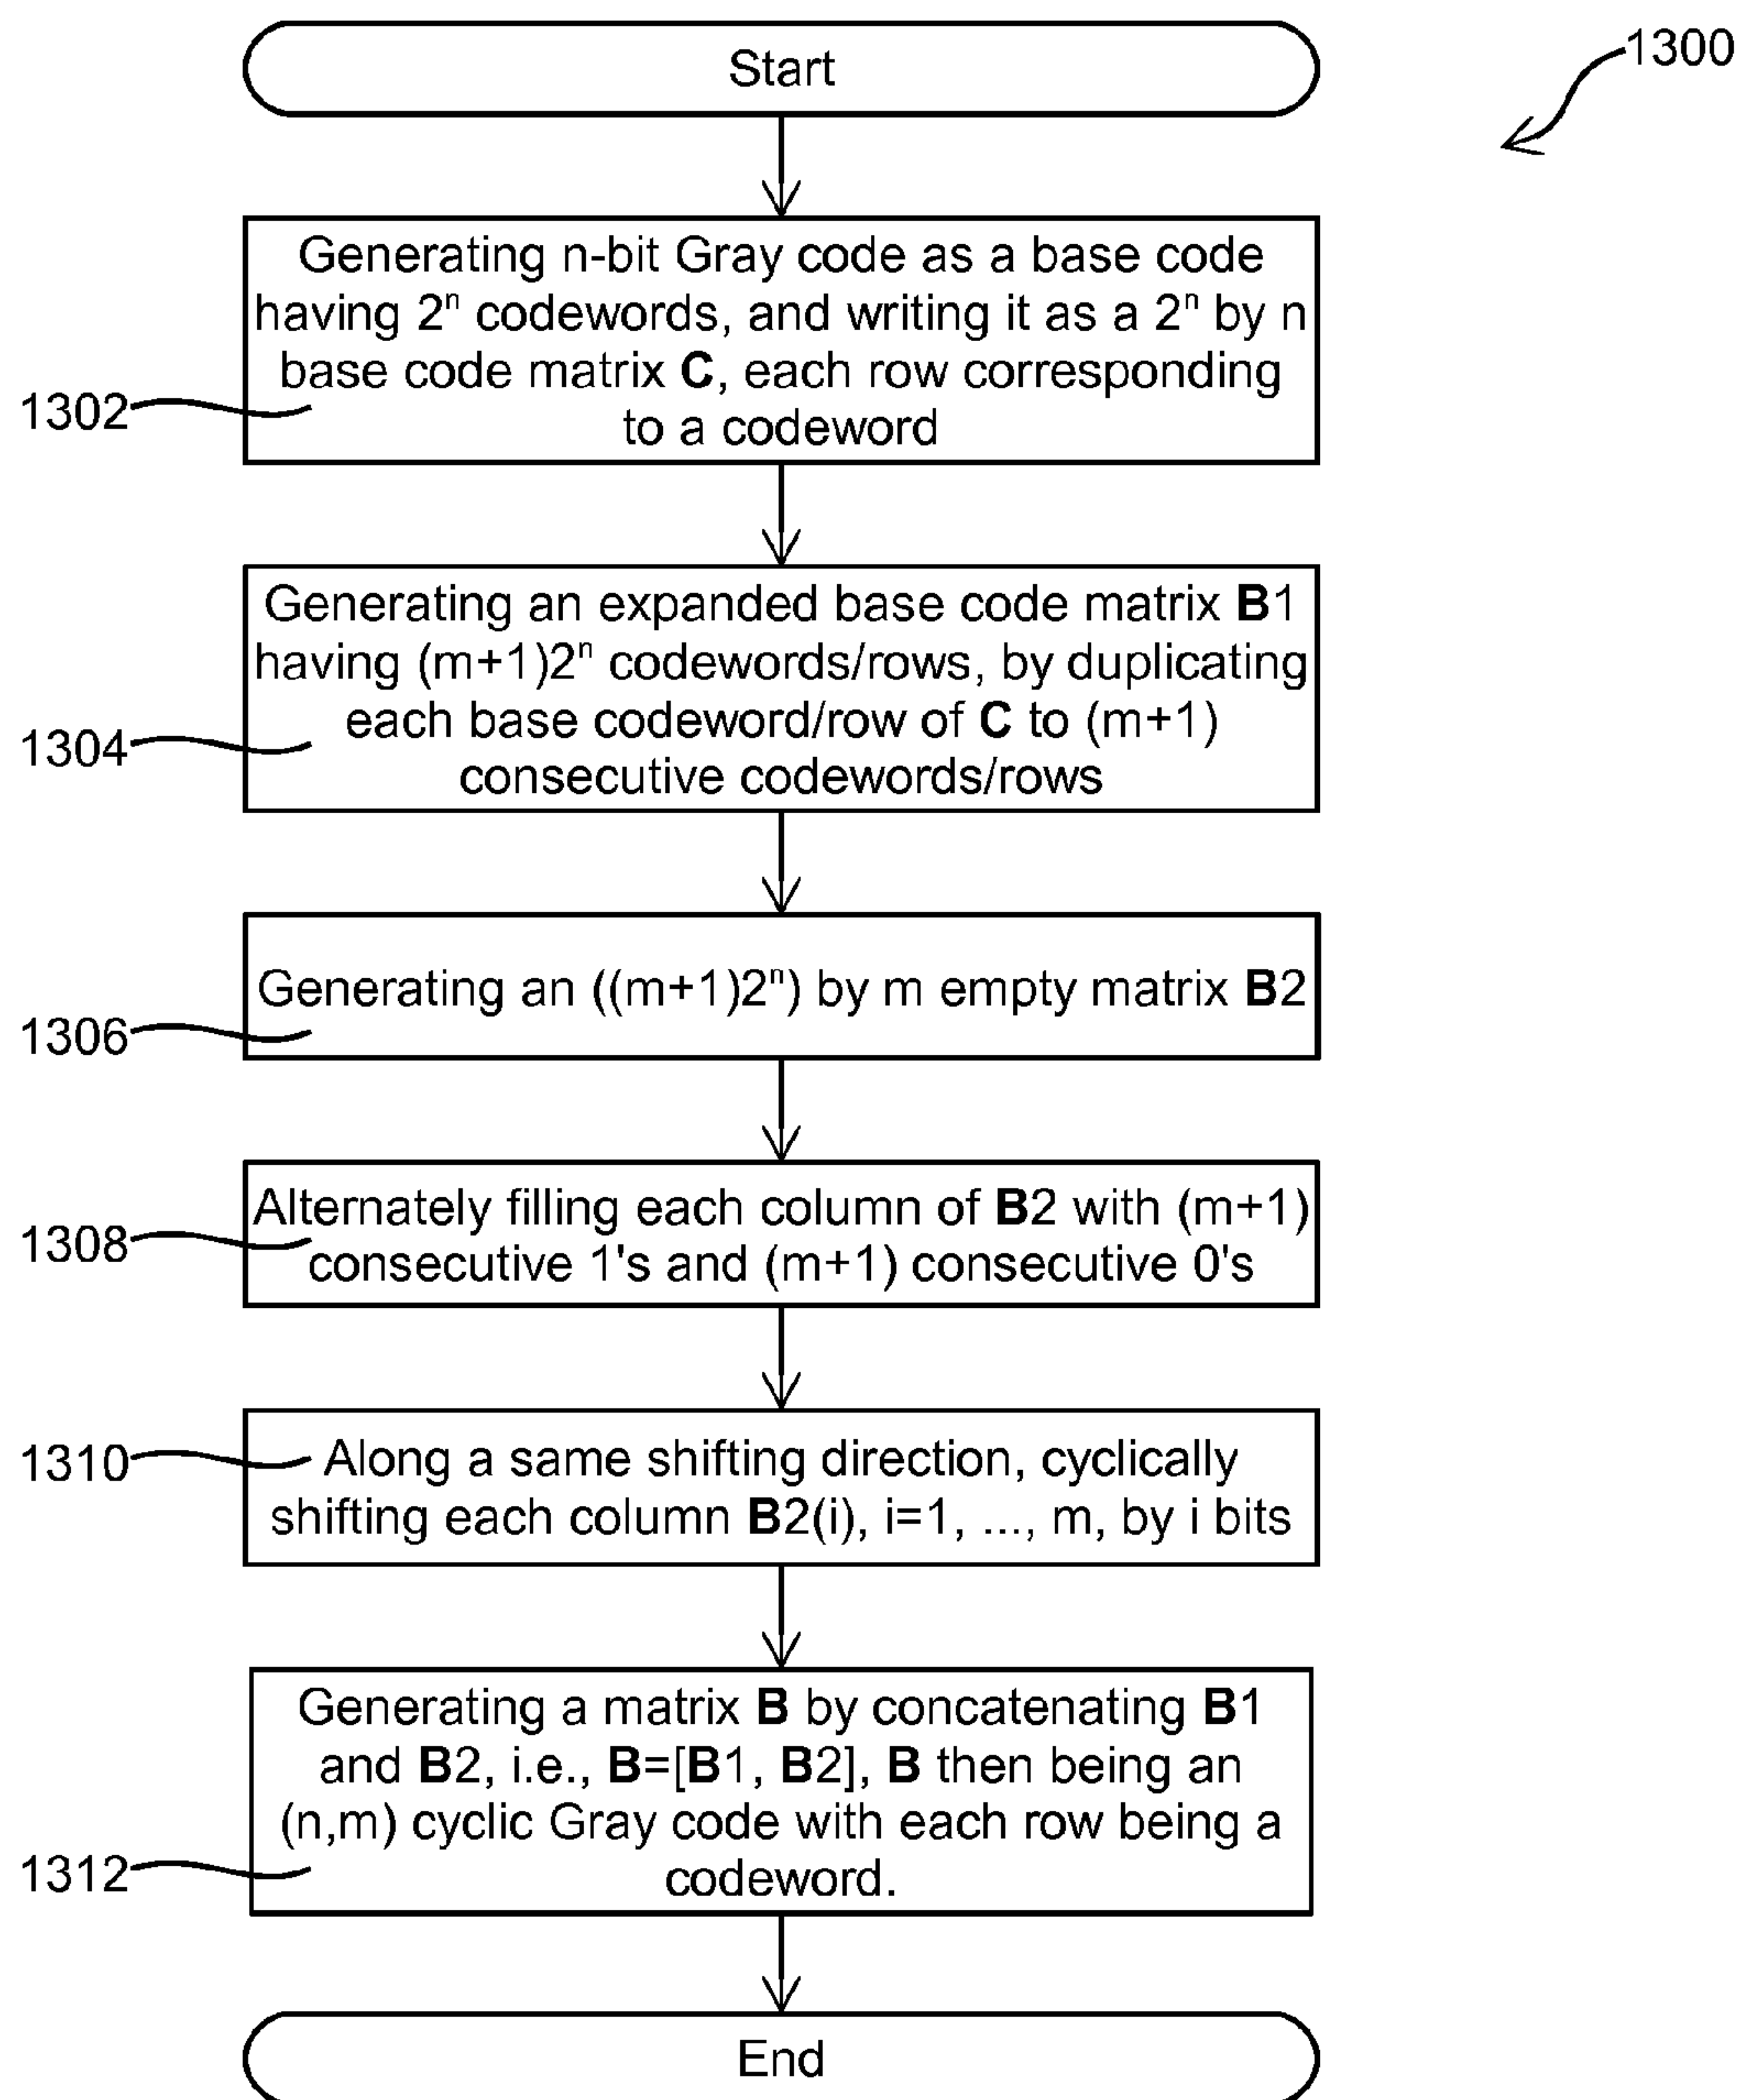 Start
1300
Generating n-bit Gray code as a base code
having 2ⁿ codewords, and writing it as a 2ⁿ by n
base code matrix C, each row corresponding
to a codeword
1302
Generating an expanded base code matrix B1
having (m+1)2ⁿ codewords/rows, by duplicating
each base codeword/row of C to (m+1)
consecutive codewords/rows
1304
Generating an ((m+1)2ⁿ) by m empty matrix B2
1306
Alternately filling each column of B2 with (m+1)
consecutive 1's and (m+1) consecutive 0's
1308
Along a same shifting direction, cyclically
shifting each column B2(i), i=1, ..., m, by i bits
1310
Generating a matrix B by concatenating B1
and B2, i.e., B=[B1, B2], B then being an
(n,m) cyclic Gray code with each row being a
codeword.
1312
End